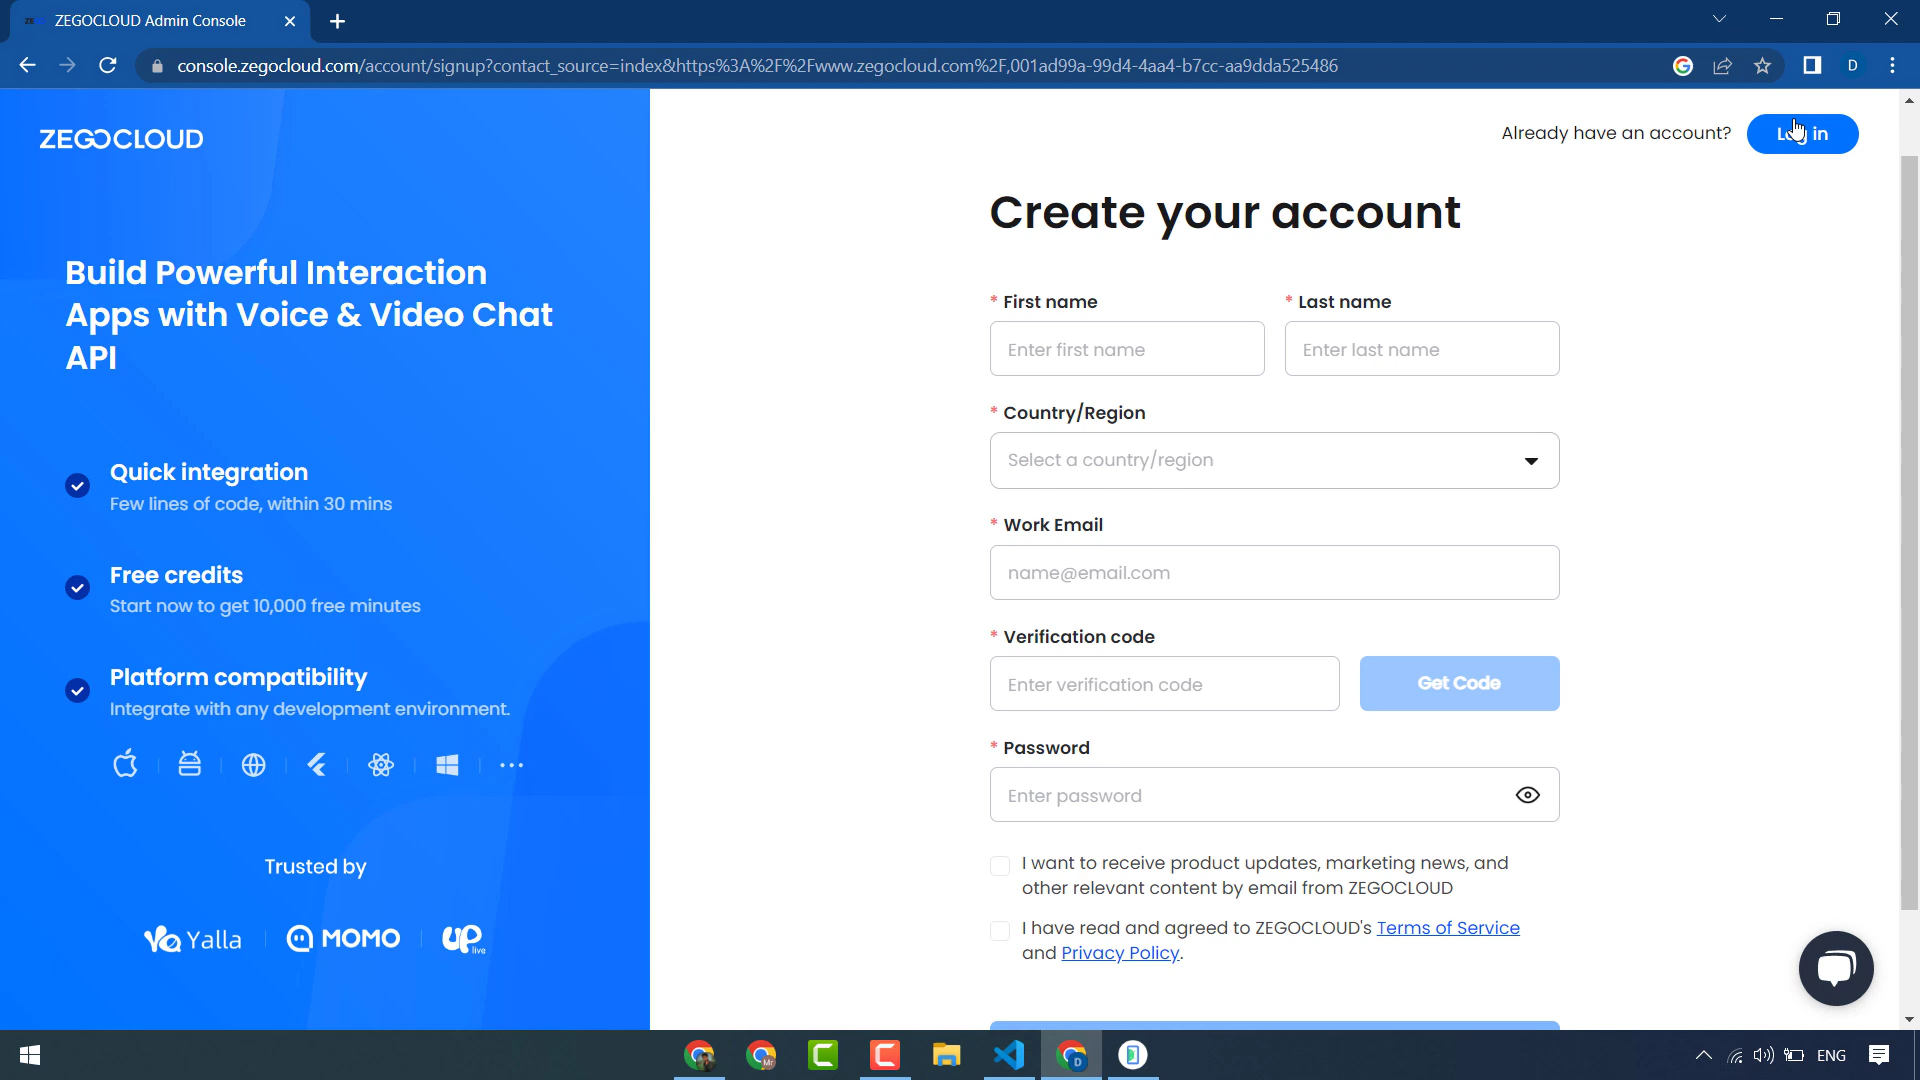 ZEGOCLOUD Admin Console
console.zegocloud.com/account/signup?contact_source=index&https%3A%2F%2Fwww.zegocloud.com%2F,001ad99a-99d4-4aa4-b7cc-aa9dda525486
D
ZEGOCLOUD
Already have an account?
Log in
Build Powerful Interaction
Apps with Voice & Video Chat
API
Quick integration
Few lines of code, within 30 mins
Free credits
Start now to get 10,000 free minutes
Platform compatibility
Integrate with any development environment.
Trusted by
Yalla
MOMO
UP live
Create your account
* First name
* Last name
Enter first name
Enter last name
* Country/Region
Select a country/region
* Work Email
name@email.com
* Verification code
Enter verification code
Get Code
* Password
Enter password
I want to receive product updates, marketing news, and
other relevant content by email from ZEGOCLOUD
I have read and agreed to ZEGOCLOUD's Terms of Service
and Privacy Policy.
Mr
D
ENG